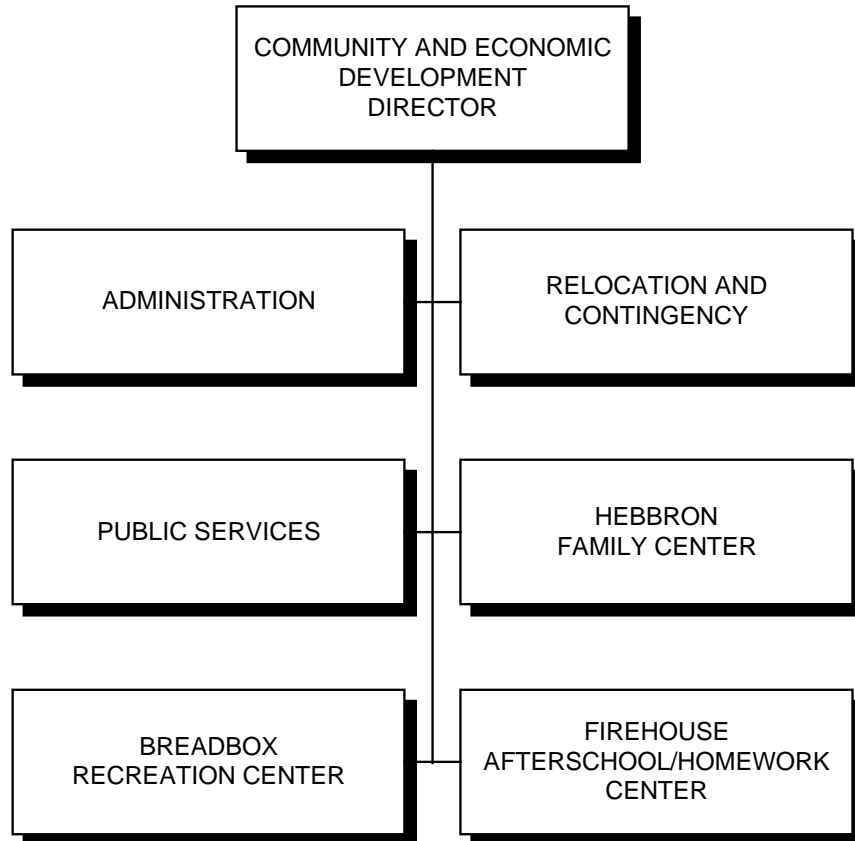 COMMUNITY AND ECONOMIC
DEVELOPMENT
DIRECTOR
ADMINISTRATION
RELOCATION AND
CONTINGENCY
PUBLIC SERVICES
HEBBRON
FAMILY CENTER
BREADBOX
RECREATION CENTER
FIREHOUSE
AFTERSCHOOL/HOMEWORK
CENTER